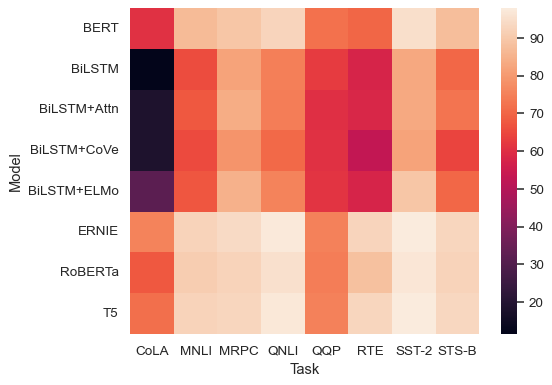 BERT
BiLSTM
BiLSTM+Attn
BiLSTM+CoVe
BiLSTM+ELMo
ERNIE
RoBERTa
T5
Model
CoLA MNLI MRPC QNLI QQP RTE SST-2 STS-B
Task
90
80
70
60
50
40
30
20